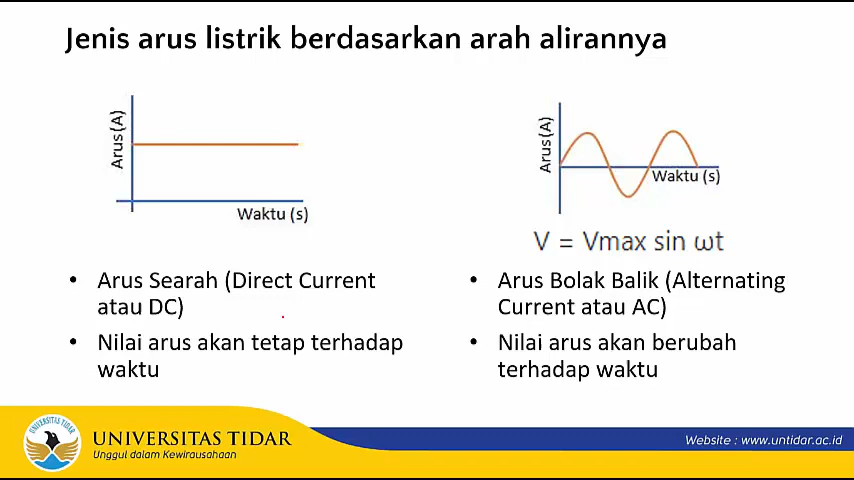 Jenis arus listrik berdasarkan arah alirannya
Arus(A)
Waktu (s)
• Arus Searah (Direct Current
atau DC)
• Nilai arus akan tetap terhadap
waktu
Arus(A)
Waktu (s)
V = Vmax sin ωt
• Arus Bolak Balik (Alternating
Current atau AC)
• Nilai arus akan berubah
terhadap waktu
UNIVERSITAS TIDAR
UNIVERSITAS TIDAR
Unggul dalam Kewirausahaan
Website : www.untidar.ac.id